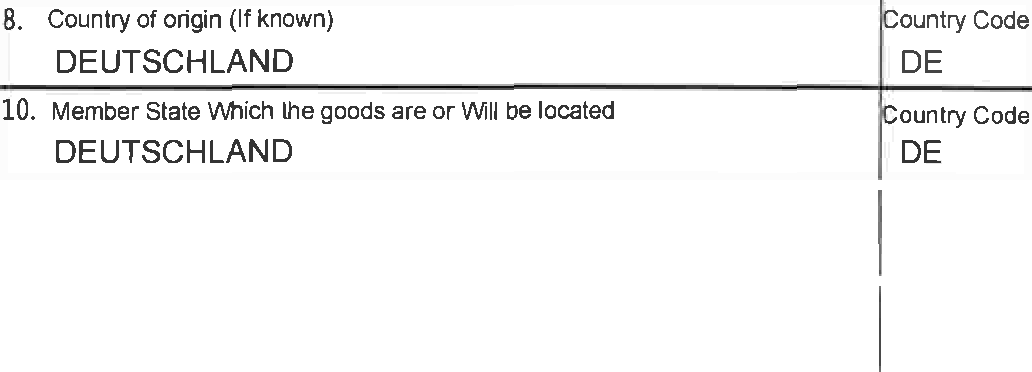 8. Country of origin (If known) Country Code
DEUTSCHLAND DE
10. Member State Which the goods are or Will be located Country Code
DEUTSCHLAND DE